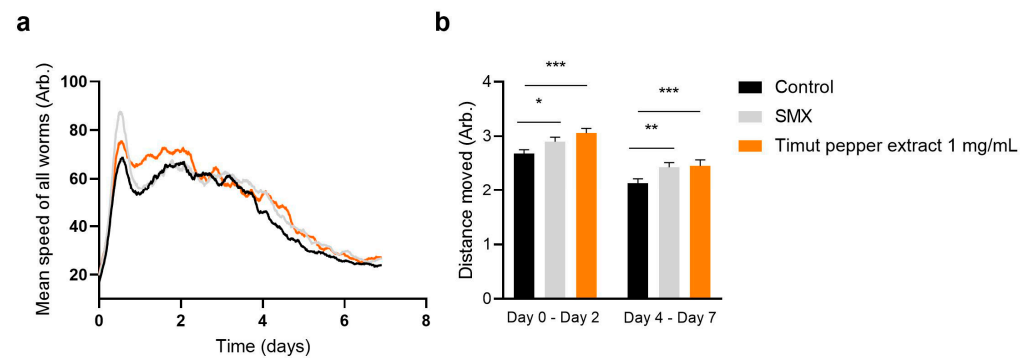 a
Mean speed of all worms (Arb.)
100
80
60
40
20
0
2
4
6
8
Time (days)
b
Distance moved (Arb.)
4
3
2
1
0
***
*
***
**
Day 0 - Day 2
Day 4 - Day 7
Control
SMX
Timut pepper extract 1 mg/mL